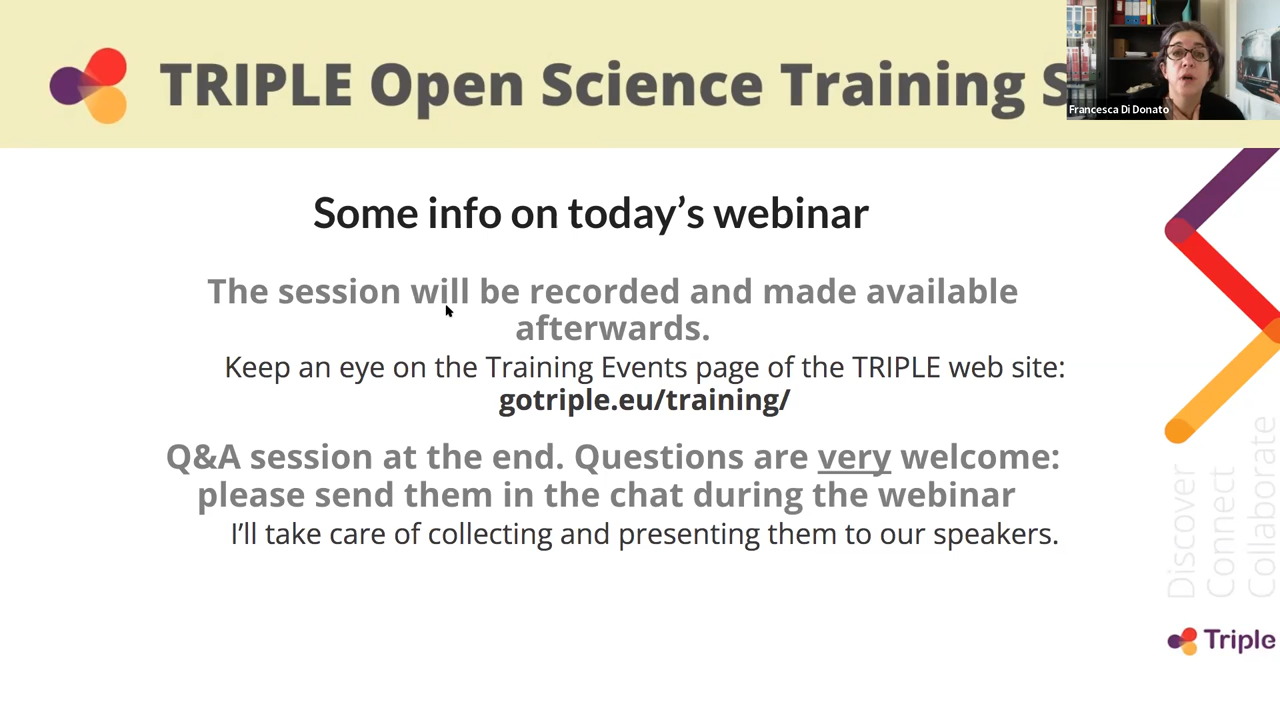 TRIPLE Open Science Training S
Francesca Di Donato
Some info on today’s webinar
The session will be recorded and made available
afterwards.
Keep an eye on the Training Events page of the TRIPLE web site:
gotriple.eu/training/
Q&A session at the end. Questions are very welcome:
please send them in the chat during the webinar
I’ll take care of collecting and presenting them to our speakers.
Discover
Connect
Collaborate
Triple